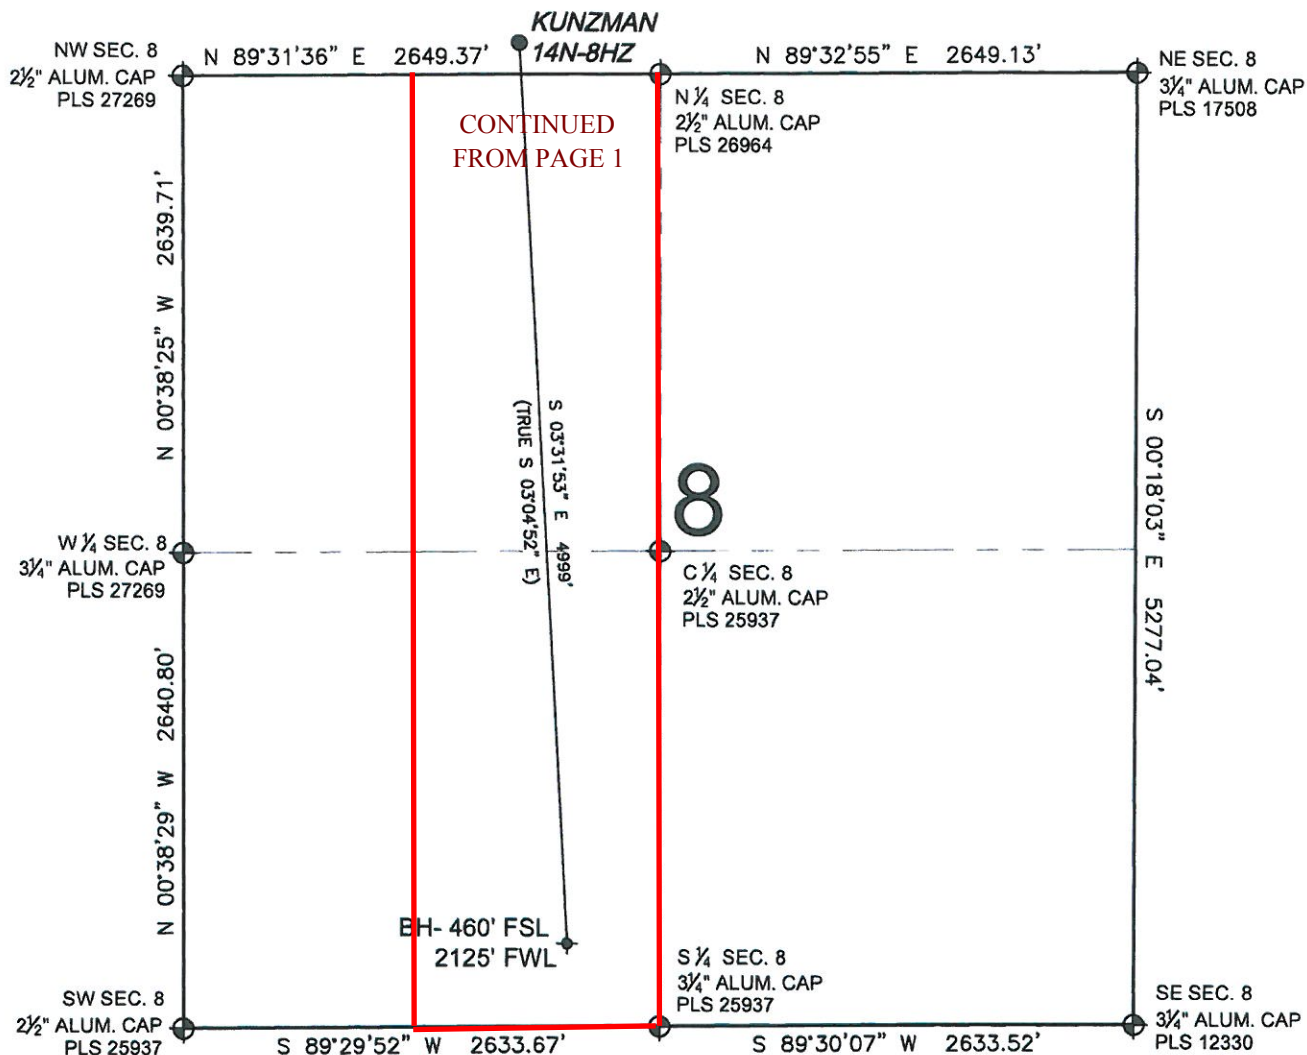 KUNZMAN
14N-8HZ
NW SEC. 8
2½" ALUM. CAP
PLS 27269
N 89°31'36" E 2649.37'
N 89°32'55" E 2649.13'
NE SEC. 8
3¼" ALUM. CAP
PLS 17508
N ¼ SEC. 8
2½" ALUM. CAP
PLS 26964
CONTINUED
FROM PAGE 1
N 00°38'25" W 2639.71'
S 03°31'53" E 4999'
(TRUE S 03°04'52" E)
8
S 00°18'03" E 5277.04'
W ¼ SEC. 8
3¼" ALUM. CAP
PLS 27269
C ¼ SEC. 8
2½" ALUM. CAP
PLS 25937
N 00°38'29" W 2640.80'
BH- 460' FSL
2125' FWL
S ¼ SEC. 8
3¼" ALUM. CAP
PLS 25937
SW SEC. 8
2½" ALUM. CAP
PLS 25937
S 89°29'52" W 2633.67'
S 89°30'07" W 2633.52'
SE SEC. 8
3¼" ALUM. CAP
PLS 12330